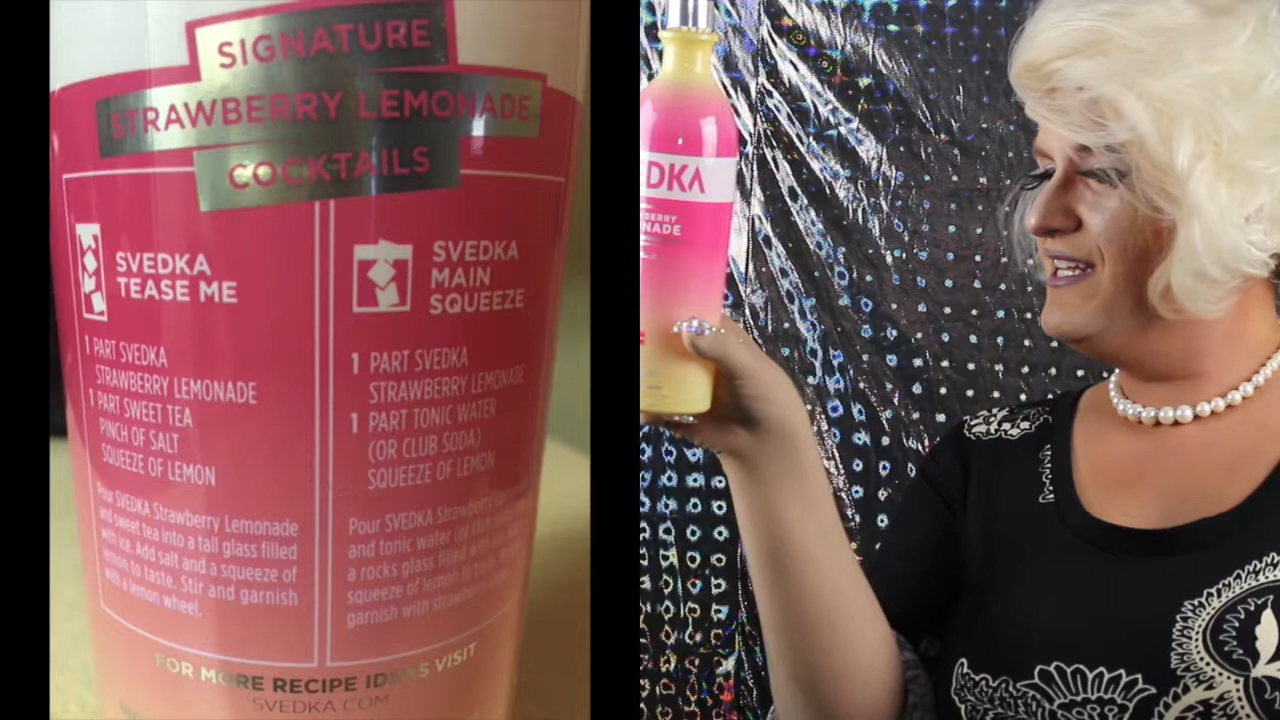 SIGNATURE
STRAWBERRY LEMONADE
COCKTAILS
SVEDKA
TEASE ME
1 PART SVEDKA
STRAWBERRY LEMONADE
1 PART SWEET TEA
PINCH OF SALT
SQUEEZE OF LEMON
Pour SVEDKA Strawberry Lemonade
and sweet tea into a tall glass filled
with ice. Add salt and a squeeze of
lemon to taste. Stir and garnish
with a lemon wheel.
SVEDKA
MAIN
SQUEEZE
1 PART SVEDKA
STRAWBERRY LEMONADE
1 PART TONIC WATER
(OR CLUB SODA)
SQUEEZE OF LEMON
Pour SVEDKA Strawberry
and tonic water (or club
a rocks glass filled with
squeeze of lemon to
garnish with
FOR MORE RECIPE IDEAS VISIT
SVEDKA.COM
DKA
BERRY
NADE